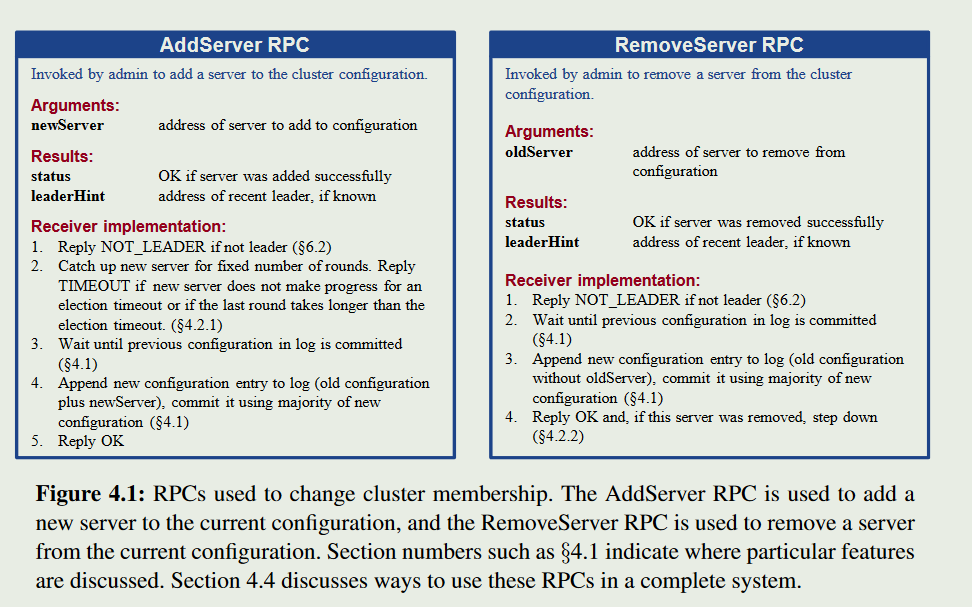 AddServer RPC
Invoked by admin to add a server to the cluster configuration.
Arguments:
newServer address of server to add to configuration
Results:
status OK if server was added successfully
leaderHint address of recent leader, if known
Receiver implementation:
1. Reply NOT_LEADER if not leader (§6.2)
2. Catch up new server for fixed number of rounds. Reply
TIMEOUT if new server does not make progress for an
election timeout or if the last round takes longer than the
election timeout. (§4.2.1)
3. Wait until previous configuration in log is committed
(§4.1)
4. Append new configuration entry to log (old configuration
plus newServer), commit it using majority of new
configuration (§4.1)
5. Reply OK
RemoveServer RPC
Invoked by admin to remove a server from the cluster
configuration.
Arguments:
oldServer address of server to remove from
configuration
Results:
status OK if server was removed successfully
leaderHint address of recent leader, if known
Receiver implementation:
1. Reply NOT_LEADER if not leader (§6.2)
2. Wait until previous configuration in log is committed
(§4.1)
3. Append new configuration entry to log (old configuration
without oldServer), commit it using majority of new
configuration (§4.1)
4. Reply OK and, if this server was removed, step down
(§4.2.2)
Figure 4.1: RPCs used to change cluster membership. The AddServer RPC is used to add a
new server to the current configuration, and the RemoveServer RPC is used to remove a server
from the current configuration. Section numbers such as §4.1 indicate where particular features
are discussed. Section 4.4 discusses ways to use these RPCs in a complete system.